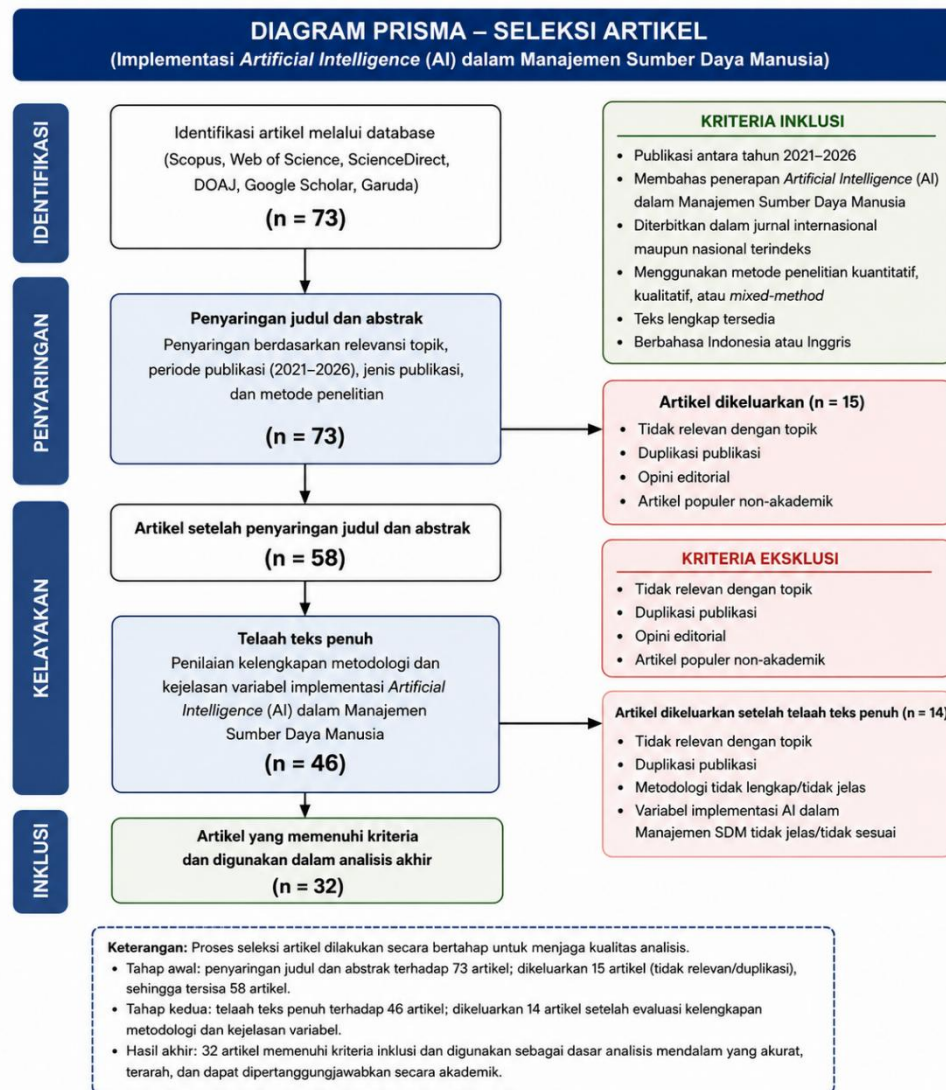 DIAGRAM PRISMA – SELEKSI ARTIKEL
(Implementasi Artificial Intelligence (AI) dalam Manajemen Sumber Daya Manusia)
IDENTIFIKASI
Identifikasi artikel melalui database
(Scopus, Web of Science, ScienceDirect,
DOAJ, Google Scholar, Garuda)
(n = 73)
KRITERIA INKLUSI
• Publikasi antara tahun 2021–2026
• Membahas penerapan Artificial Intelligence (AI)
dalam Manajemen Sumber Daya Manusia
• Diterbitkan dalam jurnal internasional
maupun nasional terindeks
• Menggunakan metode penelitian kuantitatif,
kualitatif, atau mixed-method
• Teks lengkap tersedia
• Berbahasa Indonesia atau Inggris
PENYARINGAN
Penyaringan judul dan abstrak
Penyaringan berdasarkan relevansi topik,
periode publikasi (2021–2026), jenis publikasi,
dan metode penelitian
(n = 73)
Artikel dikeluarkan (n = 15)
• Tidak relevan dengan topik
• Duplikasi publikasi
• Opini editorial
• Artikel populer non-akademik
KELAYAKAN
Artikel setelah penyaringan judul dan abstrak
(n = 58)
KRITERIA EKSKLUSI
• Tidak relevan dengan topik
• Duplikasi publikasi
• Opini editorial
• Artikel populer non-akademik
Telaah teks penuh
Penilaian kelengkapan metodologi dan
kejelasan variabel implementasi Artificial
Intelligence (AI) dalam Manajemen
Sumber Daya Manusia
(n = 46)
Artikel dikeluarkan setelah telaah teks penuh (n = 14)
• Tidak relevan dengan topik
• Duplikasi publikasi
• Metodologi tidak lengkap/tidak jelas
• Variabel implementasi AI dalam
Manajemen SDM tidak jelas/tidak sesuai
INKLUSI
Artikel yang memenuhi kriteria
dan digunakan dalam analisis akhir
(n = 32)
Keterangan: Proses seleksi artikel dilakukan secara bertahap untuk menjaga kualitas analisis.
• Tahap awal: penyaringan judul dan abstrak terhadap 73 artikel; dikeluarkan 15 artikel (tidak relevan/duplikasi),
sehingga tersisa 58 artikel.
• Tahap kedua: telaah teks penuh terhadap 46 artikel; dikeluarkan 14 artikel setelah evaluasi kelengkapan
metodologi dan kejelasan variabel.
• Hasil akhir: 32 artikel memenuhi kriteria inklusi dan digunakan sebagai dasar analisis mendalam yang akurat,
terarah, dan dapat dipertanggungjawabkan secara akademik.